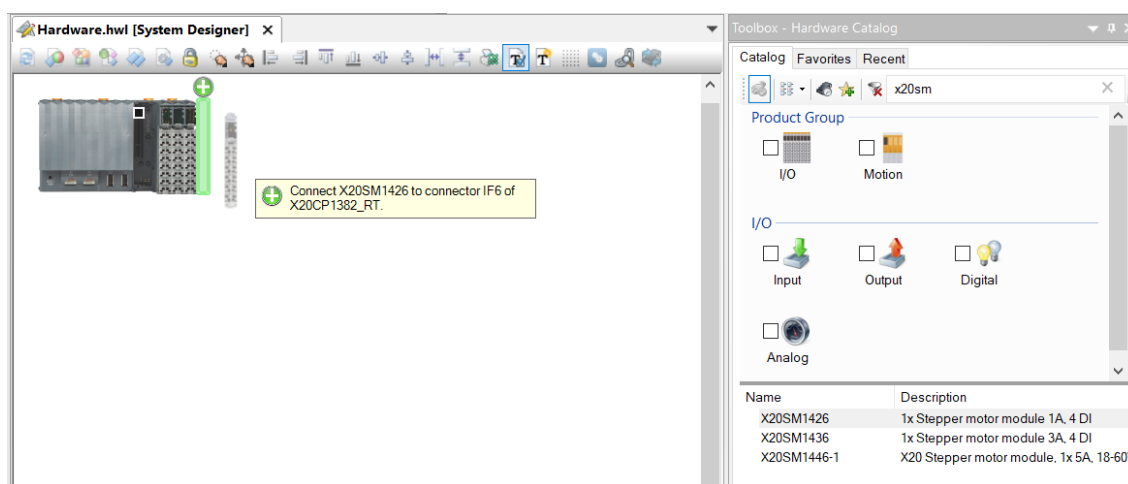 Hardware.hwl [System Designer]
Toolbox - Hardware Catalog
Catalog Favorites Recent
x20sm
Product Group
I/O Motion
I/O
Input Output Digital
Analog
Connect X20SM1426 to connector IF6 of
X20CP1382_RT.
Name Description
X20SM1426 1x Stepper motor module 1A, 4 DI
X20SM1436 1x Stepper motor module 3A, 4 DI
X20SM1446-1 X20 Stepper motor module, 1x 5A, 18-60